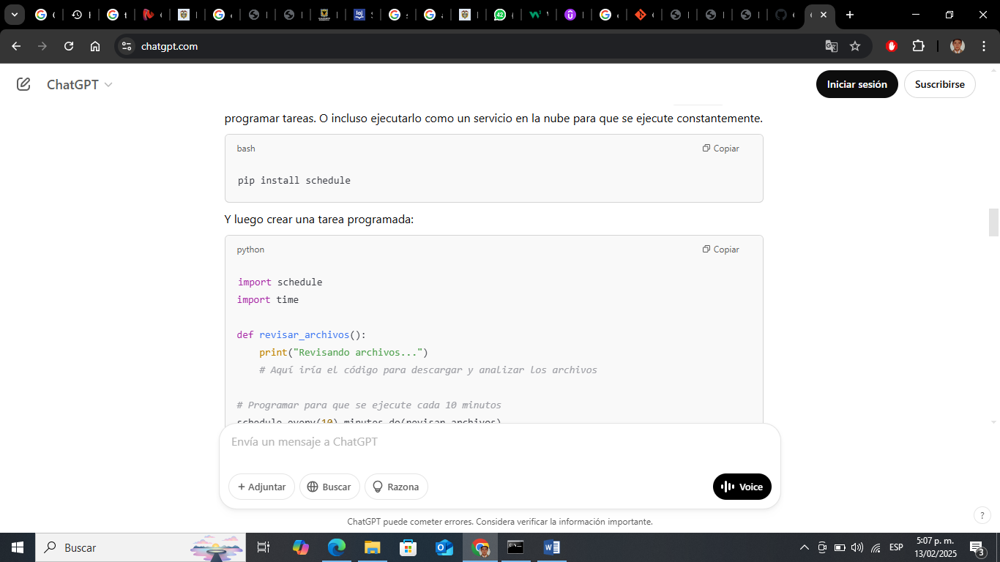 chatgpt.com
ChatGPT
Iniciar sesión
Suscribirse
programar tareas. O incluso ejecutarlo como un servicio en la nube para que se ejecute constantemente.
bash
Copiar
pip install schedule
Y luego crear una tarea programada:
python
Copiar
import schedule
import time
def revisar_archivos():
print("Revisando archivos...")
# Aquí iría el código para descargar y analizar los archivos
# Programar para que se ejecute cada 10 minutos
schedule.every(10).minutes.do(revisar_archivos)
Envía un mensaje a ChatGPT
+ Adjuntar
Buscar
Razona
Voice
ChatGPT puede cometer errores. Considera verificar la información importante.
?
Buscar
ESP
5:07 p. m.
13/02/2025
3